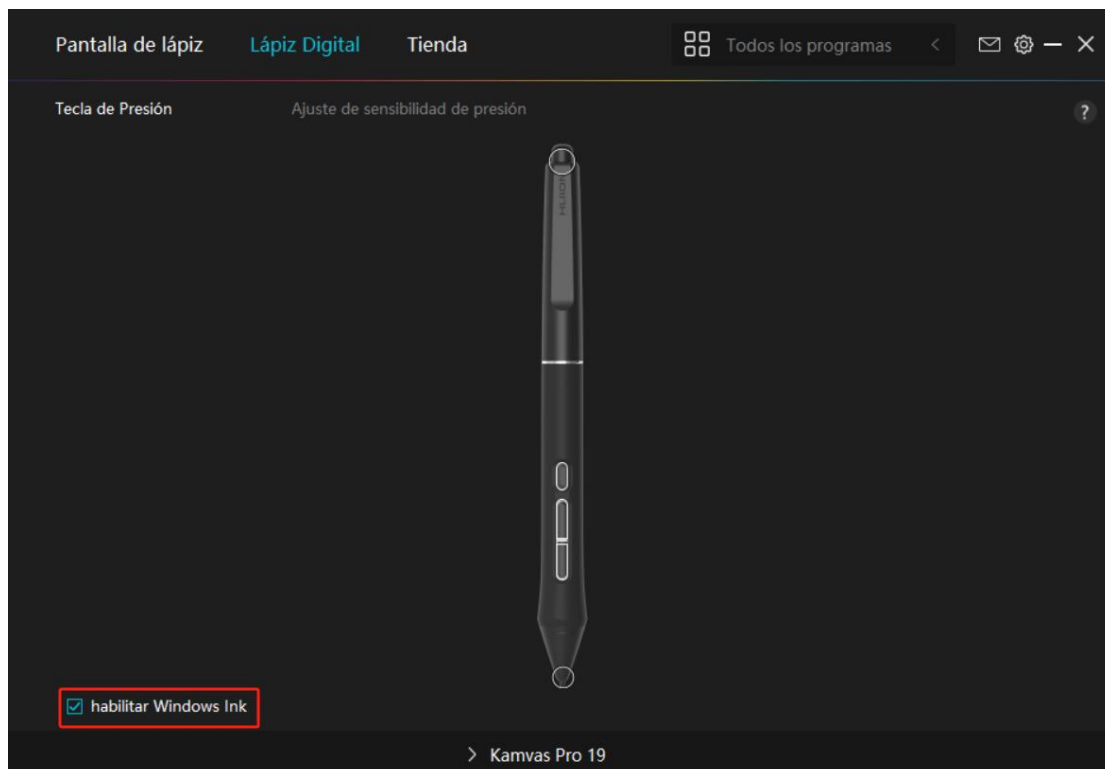 Pantalla de lápiz Lápiz Digital Tienda Todos los programas
Tecla de Presión Ajuste de sensibilidad de presión ?
HUION
habilitar Windows Ink
Kamvas Pro 19